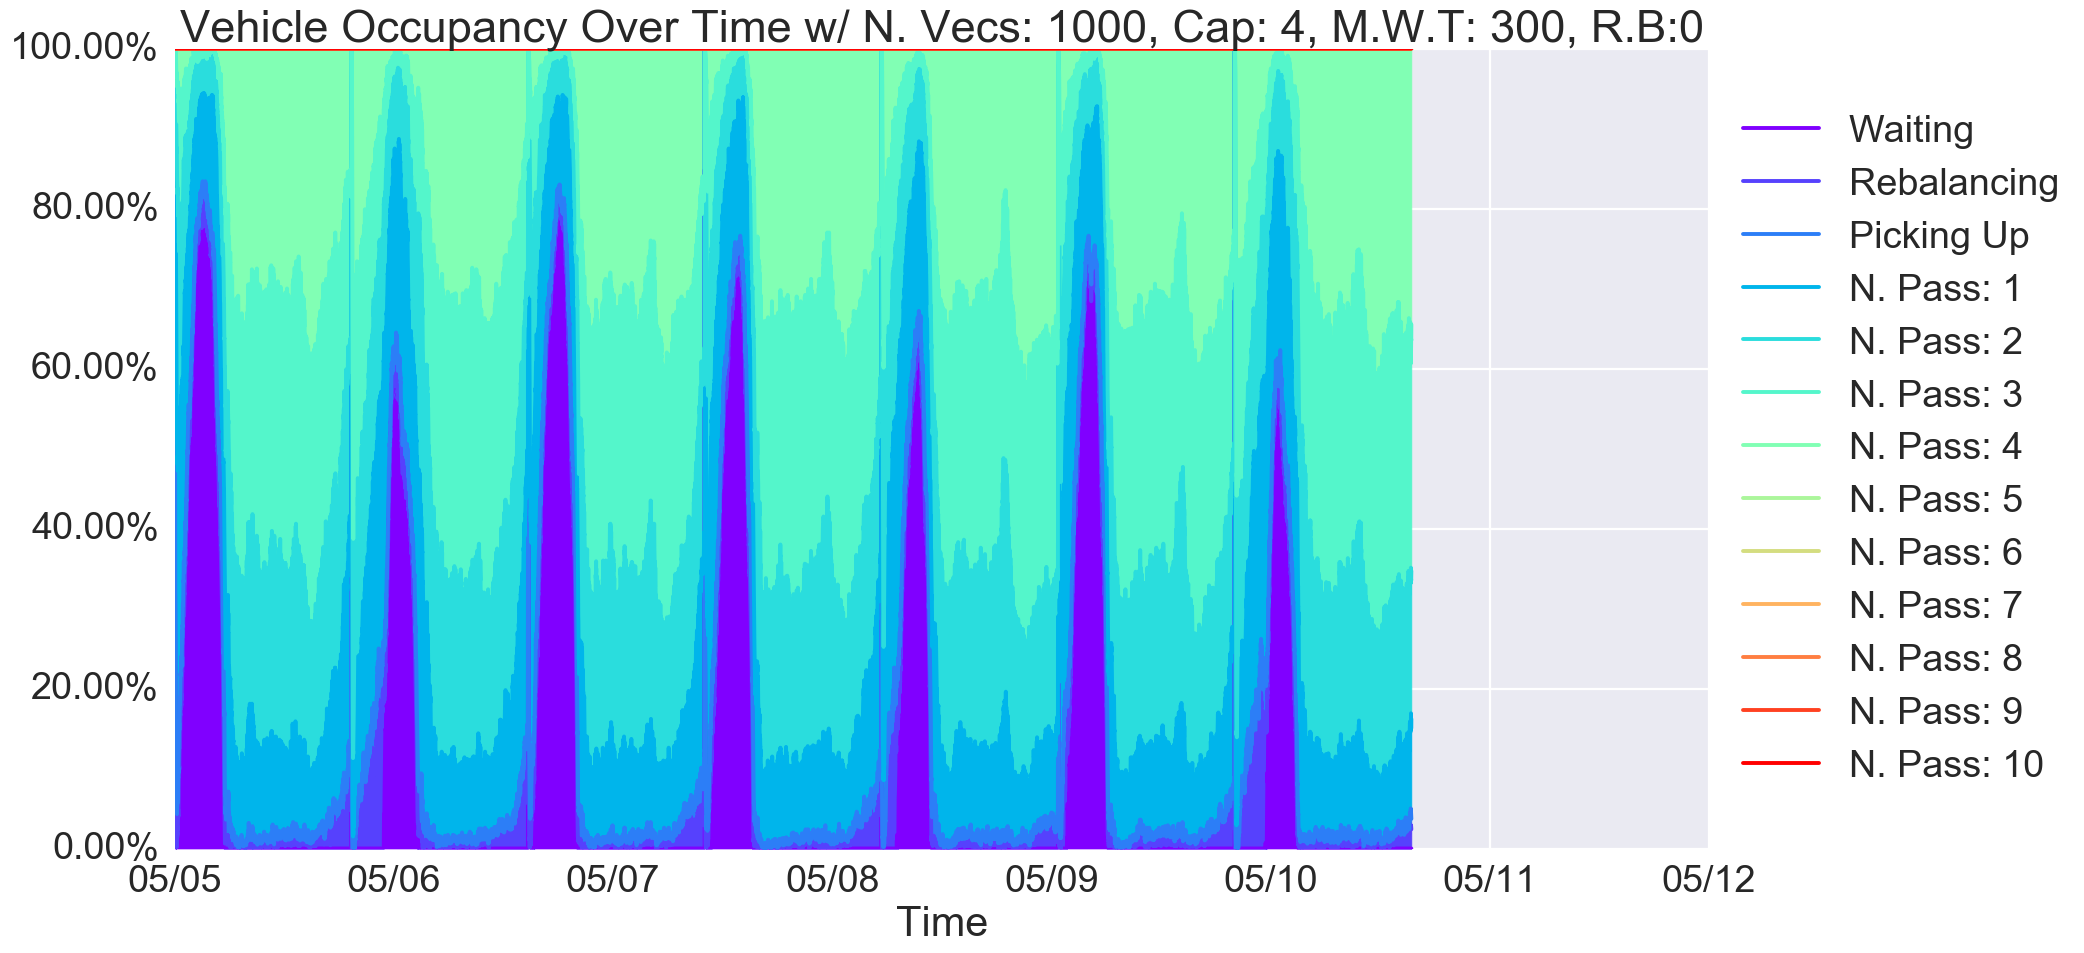 Vehicle Occupancy Over Time w/ N. Vecs: 1000, Cap: 4, M.W.T: 300, R.B:0
100.00%
80.00%
60.00%
40.00%
20.00%
0.00%
05/05 05/06 05/07 05/08 05/09 05/10 05/11 05/12
Time
Waiting
Rebalancing
Picking Up
N. Pass: 1
N. Pass: 2
N. Pass: 3
N. Pass: 4
N. Pass: 5
N. Pass: 6
N. Pass: 7
N. Pass: 8
N. Pass: 9
N. Pass: 10